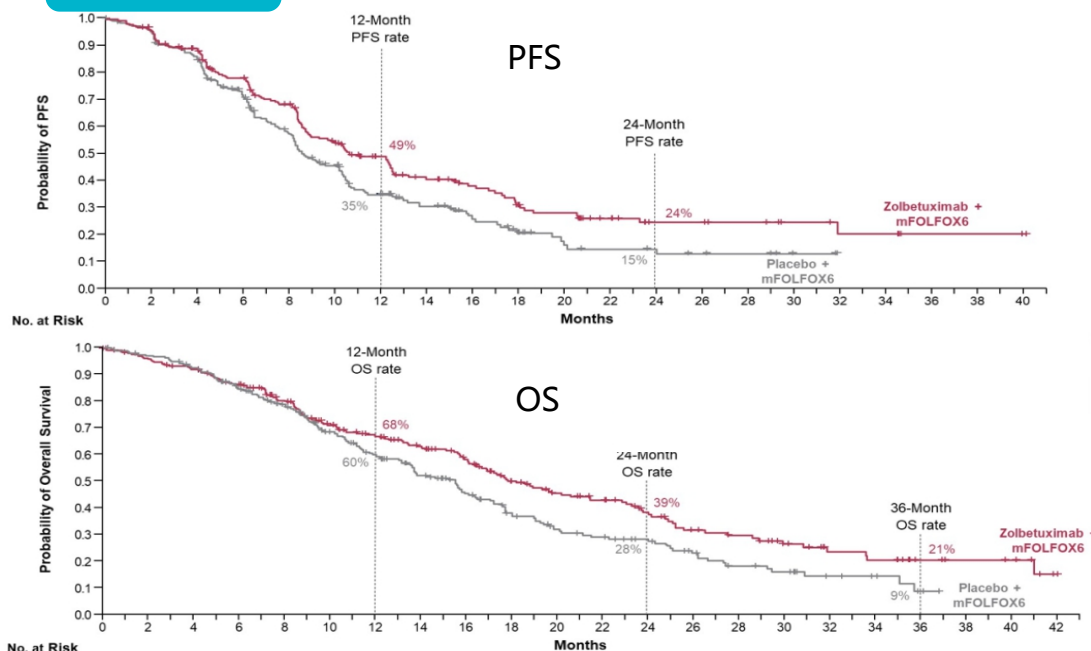 PFS
12-Month
PFS rate
24-Month
PFS rate
Probability of PFS
1.0
0.9
0.8
0.7
0.6
0.5
0.4
0.3
0.2
0.1
0.0
49%
35%
24%
15%
Zolbetuximab +
mFOLFOX6
Placebo +
mFOLFOX6
0 2 4 6 8 10 12 14 16 18 20 22 24 26 28 30 32 34 36 38 40
No. at Risk
Months
OS
12-Month
OS rate
24-Month
OS rate
36-Month
OS rate
Probability of Overall Survival
1.0
0.9
0.8
0.7
0.6
0.5
0.4
0.3
0.2
0.1
0.0
68%
60%
39%
28%
21%
9%
Zolbetuximab
mFOLFOX6
Placebo +
mFOLFOX6
0 2 4 6 8 10 12 14 16 18 20 22 24 26 28 30 32 34 36 38 40 42
No. at Risk
Months